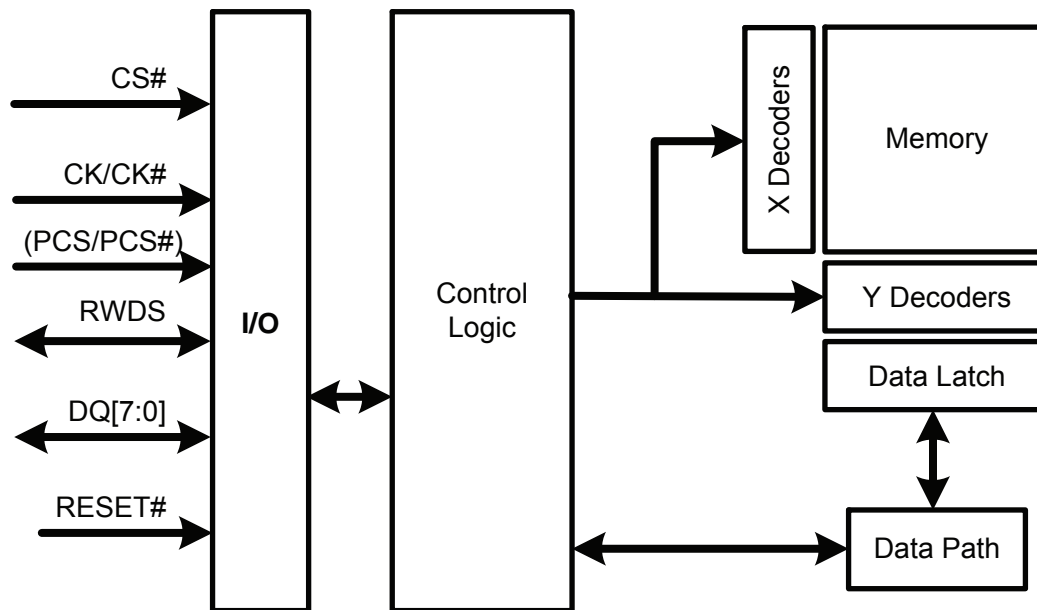 CS#
CK/CK#
(PCS/PCS#)
RWDS
DQ[7:0]
RESET#
I/O
Control
Logic
X Decoders
Memory
Y Decoders
Data Latch
Data Path